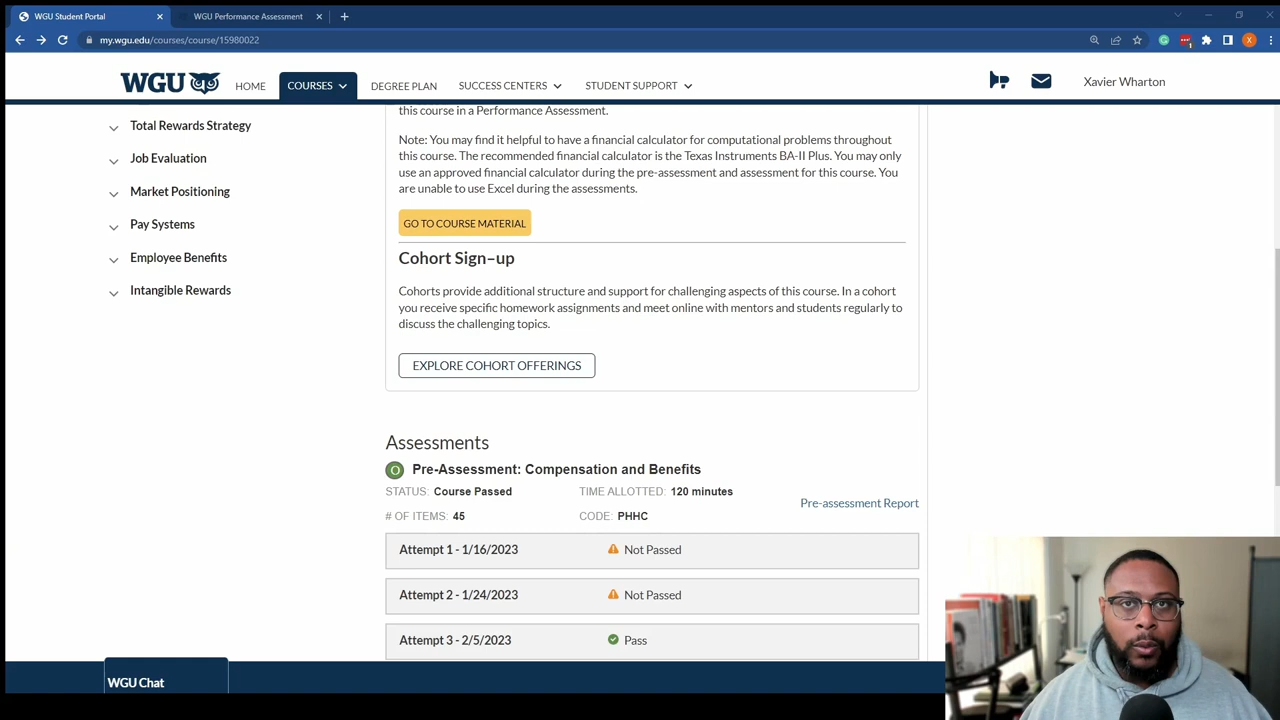 WGU Student Portal
WGU Performance Assessment
my.wgu.edu/courses/course/15980022
X
WGU
HOME
COURSES
DEGREE PLAN
SUCCESS CENTERS
STUDENT SUPPORT
Xavier Wharton
Total Rewards Strategy
Job Evaluation
Market Positioning
Pay Systems
Employee Benefits
Intangible Rewards
this course in a Performance Assessment.
Note: You may find it helpful to have a financial calculator for computational problems throughout
this course. The recommended financial calculator is the Texas Instruments BA-II Plus. You may only
use an approved financial calculator during the pre-assessment and assessment for this course. You
are unable to use Excel during the assessments.
GO TO COURSE MATERIAL
Cohort Sign–up
Cohorts provide additional structure and support for challenging aspects of this course. In a cohort
you receive specific homework assignments and meet online with mentors and students regularly to
discuss the challenging topics.
EXPLORE COHORT OFFERINGS
Assessments
O Pre-Assessment: Compensation and Benefits
STATUS: Course Passed TIME ALLOTTED: 120 minutes
Pre-assessment Report
# OF ITEMS: 45 CODE: PHHC
Attempt 1 - 1/16/2023 Not Passed
Attempt 2 - 1/24/2023 Not Passed
Attempt 3 - 2/5/2023 Pass
WGU Chat